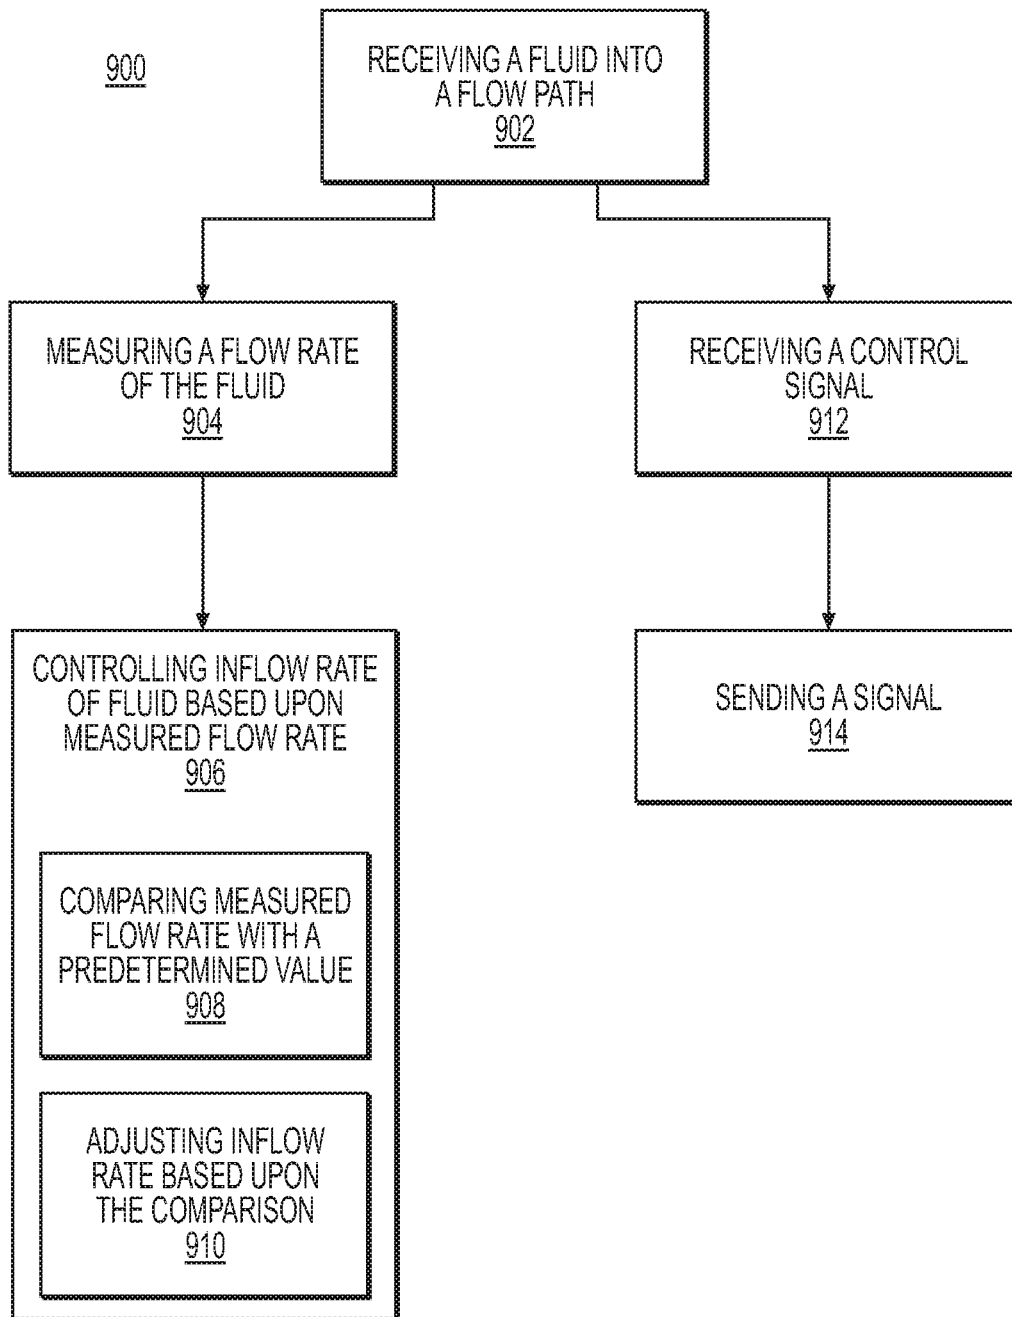 900
RECEIVING A FLUID INTO
A FLOW PATH
902
MEASURING A FLOW RATE
OF THE FLUID
904
RECEIVING A CONTROL
SIGNAL
912
CONTROLLING INFLOW RATE
OF FLUID BASED UPON
MEASURED FLOW RATE
906
SENDING A SIGNAL
914
COMPARING MEASURED
FLOW RATE WITH A
PREDETERMINED VALUE
908
ADJUSTING INFLOW
RATE BASED UPON
THE COMPARISON
910